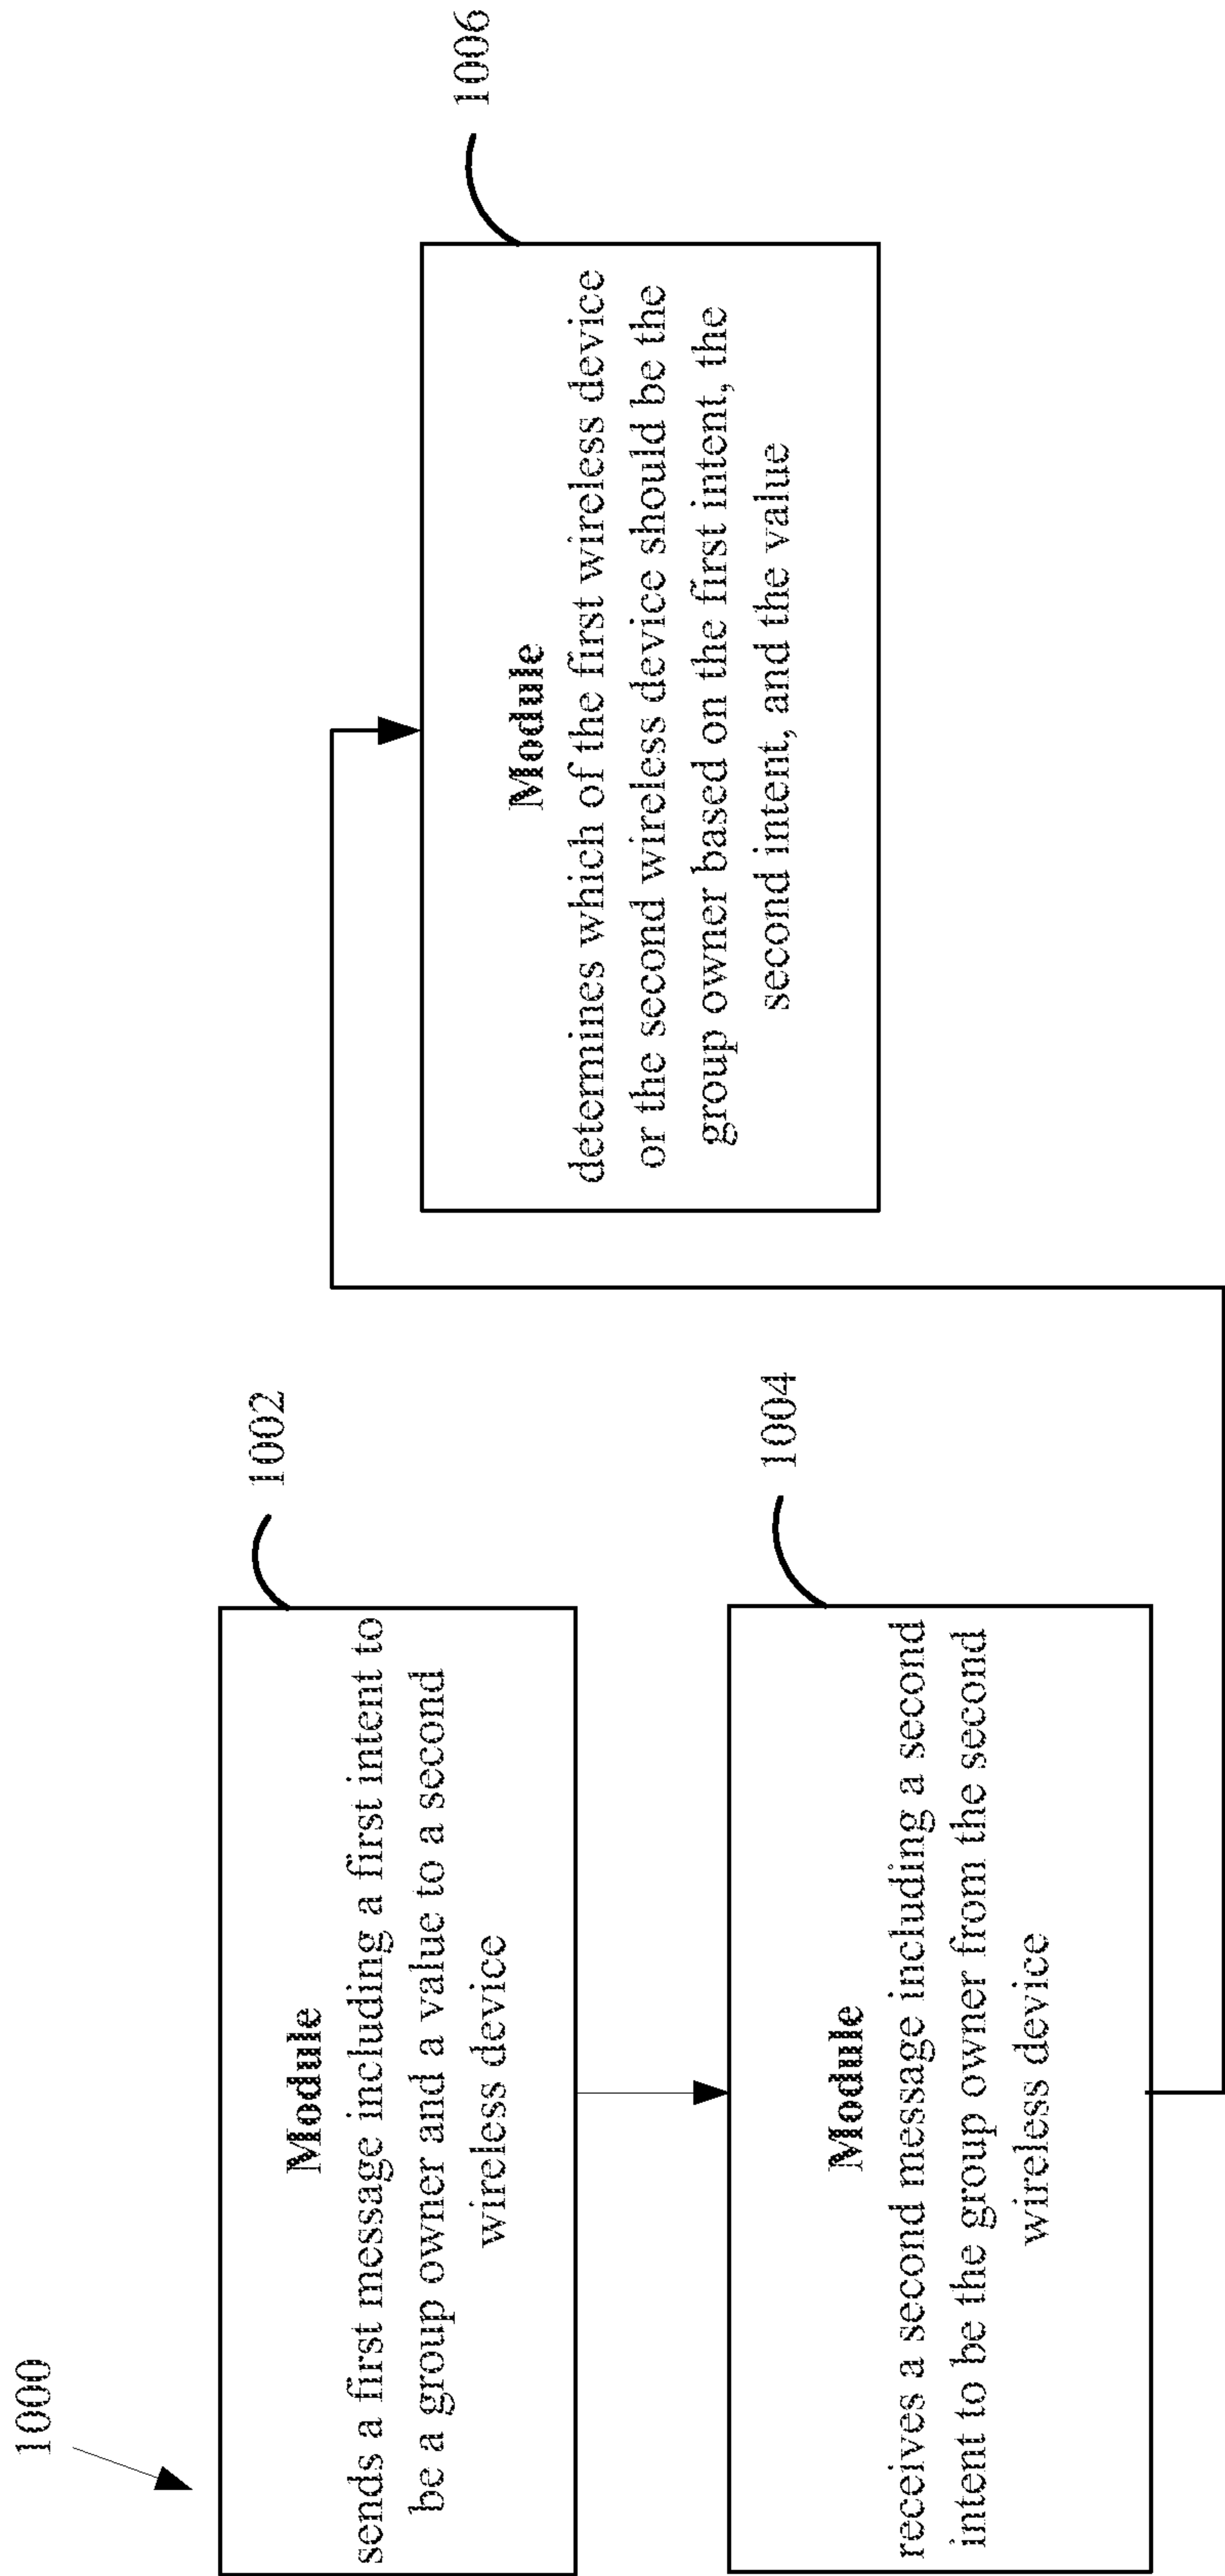 1000
1002
Module
sends a first message including a first intent to
be a group owner and a value to a second
wireless device
1004
Module
receives a second message including a second
intent to be the group owner from the second
wireless device
1006
Module
determines which of the first wireless device
or the second wireless device should be the
group owner based on the first intent, the
second intent, and the value